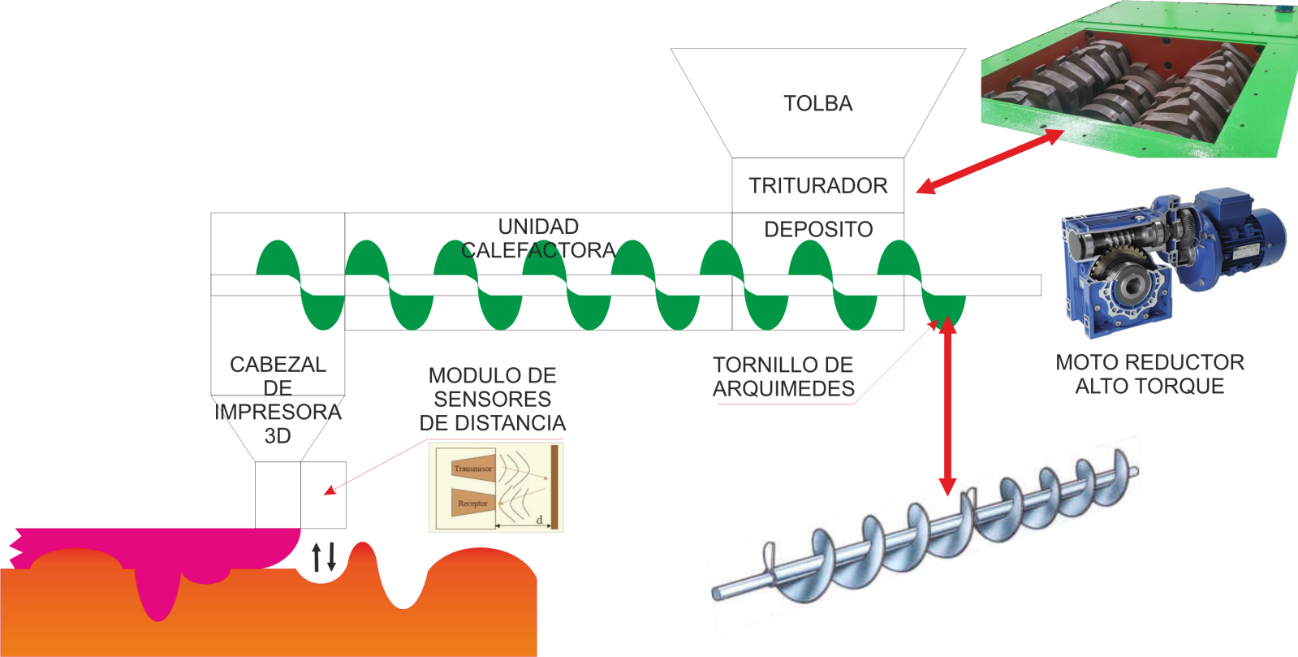 TOLBA
TRITURADOR
DEPOSITO
UNIDAD
CALEFACTORA
CABEZAL
DE
IMPRESORA
3D
MODULO DE
SENSORES
DE DISTANCIA
Transmisor
Receptor
d
TORNILLO DE
ARQUIMEDES
MOTO REDUCTOR
ALTO TORQUE